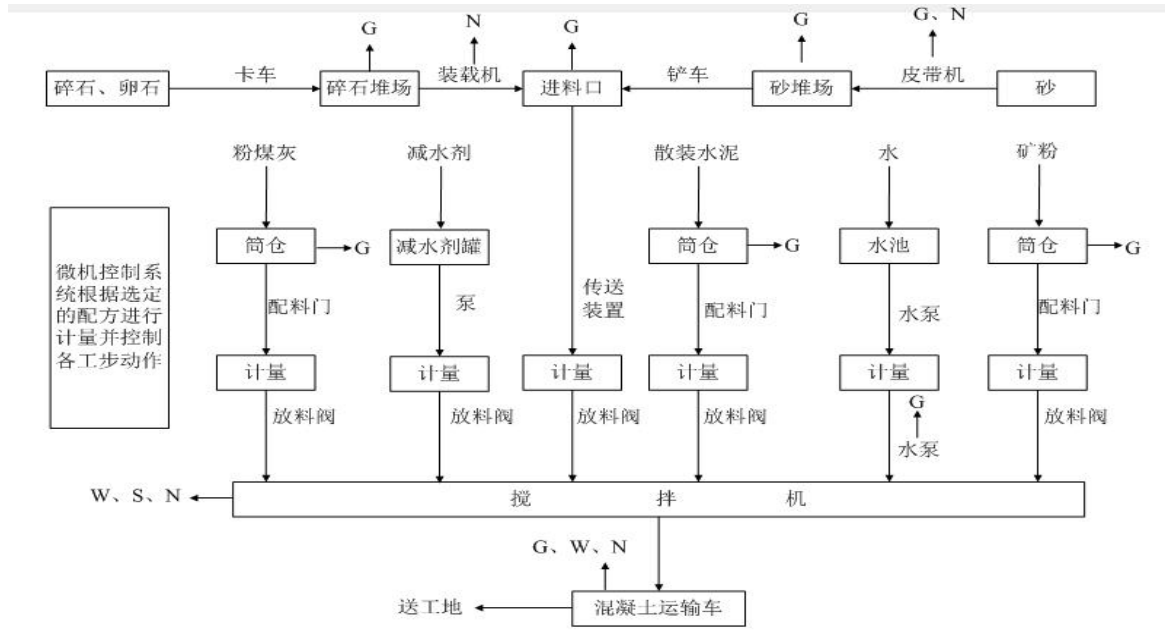 G
N
G
G
G、N
碎石、卵石
卡车
碎石堆场
装载机
进料口
铲车
砂堆场
皮带机
砂
粉煤灰
减水剂
散装水泥
水
矿粉
微机控制系
统根据选定
的配方进行
计量并控制
各工步动作
筒仓
G
减水剂罐
筒仓
G
水池
筒仓
G
配料门
泵
传送
装置
配料门
水泵
配料门
计量
计量
计量
计量
计量
计量
放料阀
放料阀
放料阀
放料阀
G
水泵
放料阀
W、S、N
搅拌机
G、W、N
送工地
混凝土运输车